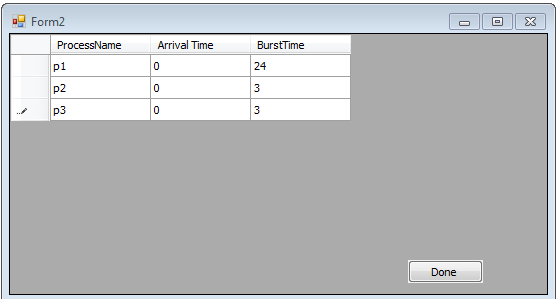 Form2
ProcessName Arrival Time BurstTime
p1 0 24
p2 0 3
p3 0 3
Done